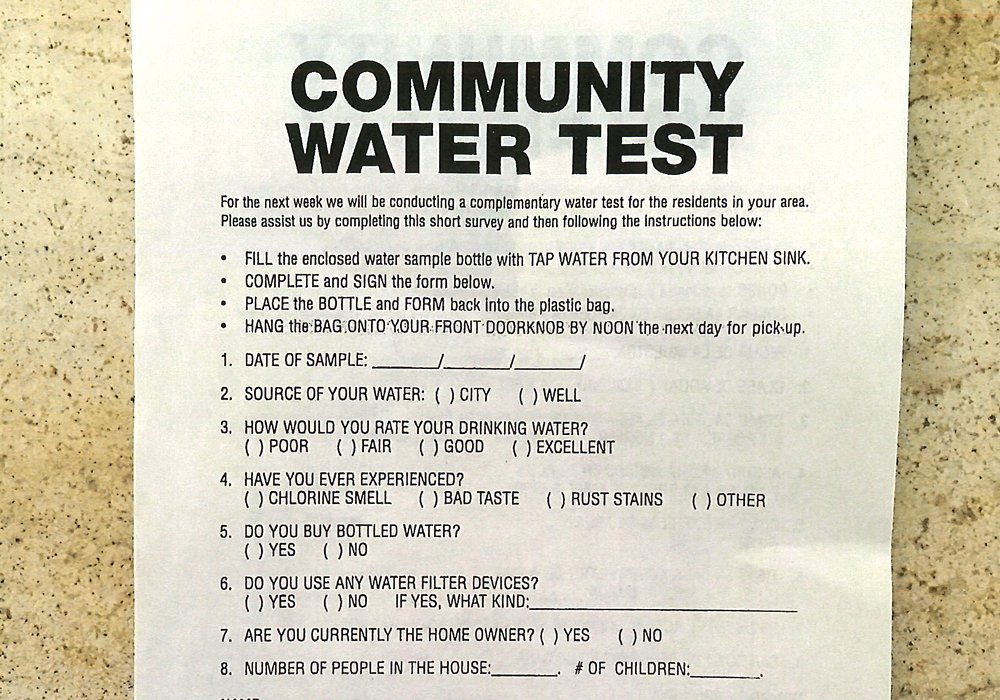 COMMUNITY
WATER TEST
For the next week we will be conducting a complementary water test for the residents in your area.
Please assist us by completing this short survey and then following the instructions below:
• FILL the enclosed water sample bottle with TAP WATER FROM YOUR KITCHEN SINK.
• COMPLETE and SIGN the form below.
• PLACE the BOTTLE and FORM back into the plastic bag.
• HANG the BAG ONTO YOUR FRONT DOORKNOB BY NOON the next day for pick-up.
1. DATE OF SAMPLE: ________/________/________/
2. SOURCE OF YOUR WATER: ( ) CITY ( ) WELL
3. HOW WOULD YOU RATE YOUR DRINKING WATER?
( ) POOR ( ) FAIR ( ) GOOD ( ) EXCELLENT
4. HAVE YOU EVER EXPERIENCED?
( ) CHLORINE SMELL ( ) BAD TASTE ( ) RUST STAINS ( ) OTHER
5. DO YOU BUY BOTTLED WATER?
( ) YES ( ) NO
6. DO YOU USE ANY WATER FILTER DEVICES?
( ) YES ( ) NO IF YES, WHAT KIND:______________________________
7. ARE YOU CURRENTLY THE HOME OWNER? ( ) YES ( ) NO
8. NUMBER OF PEOPLE IN THE HOUSE:________. # OF CHILDREN:________.